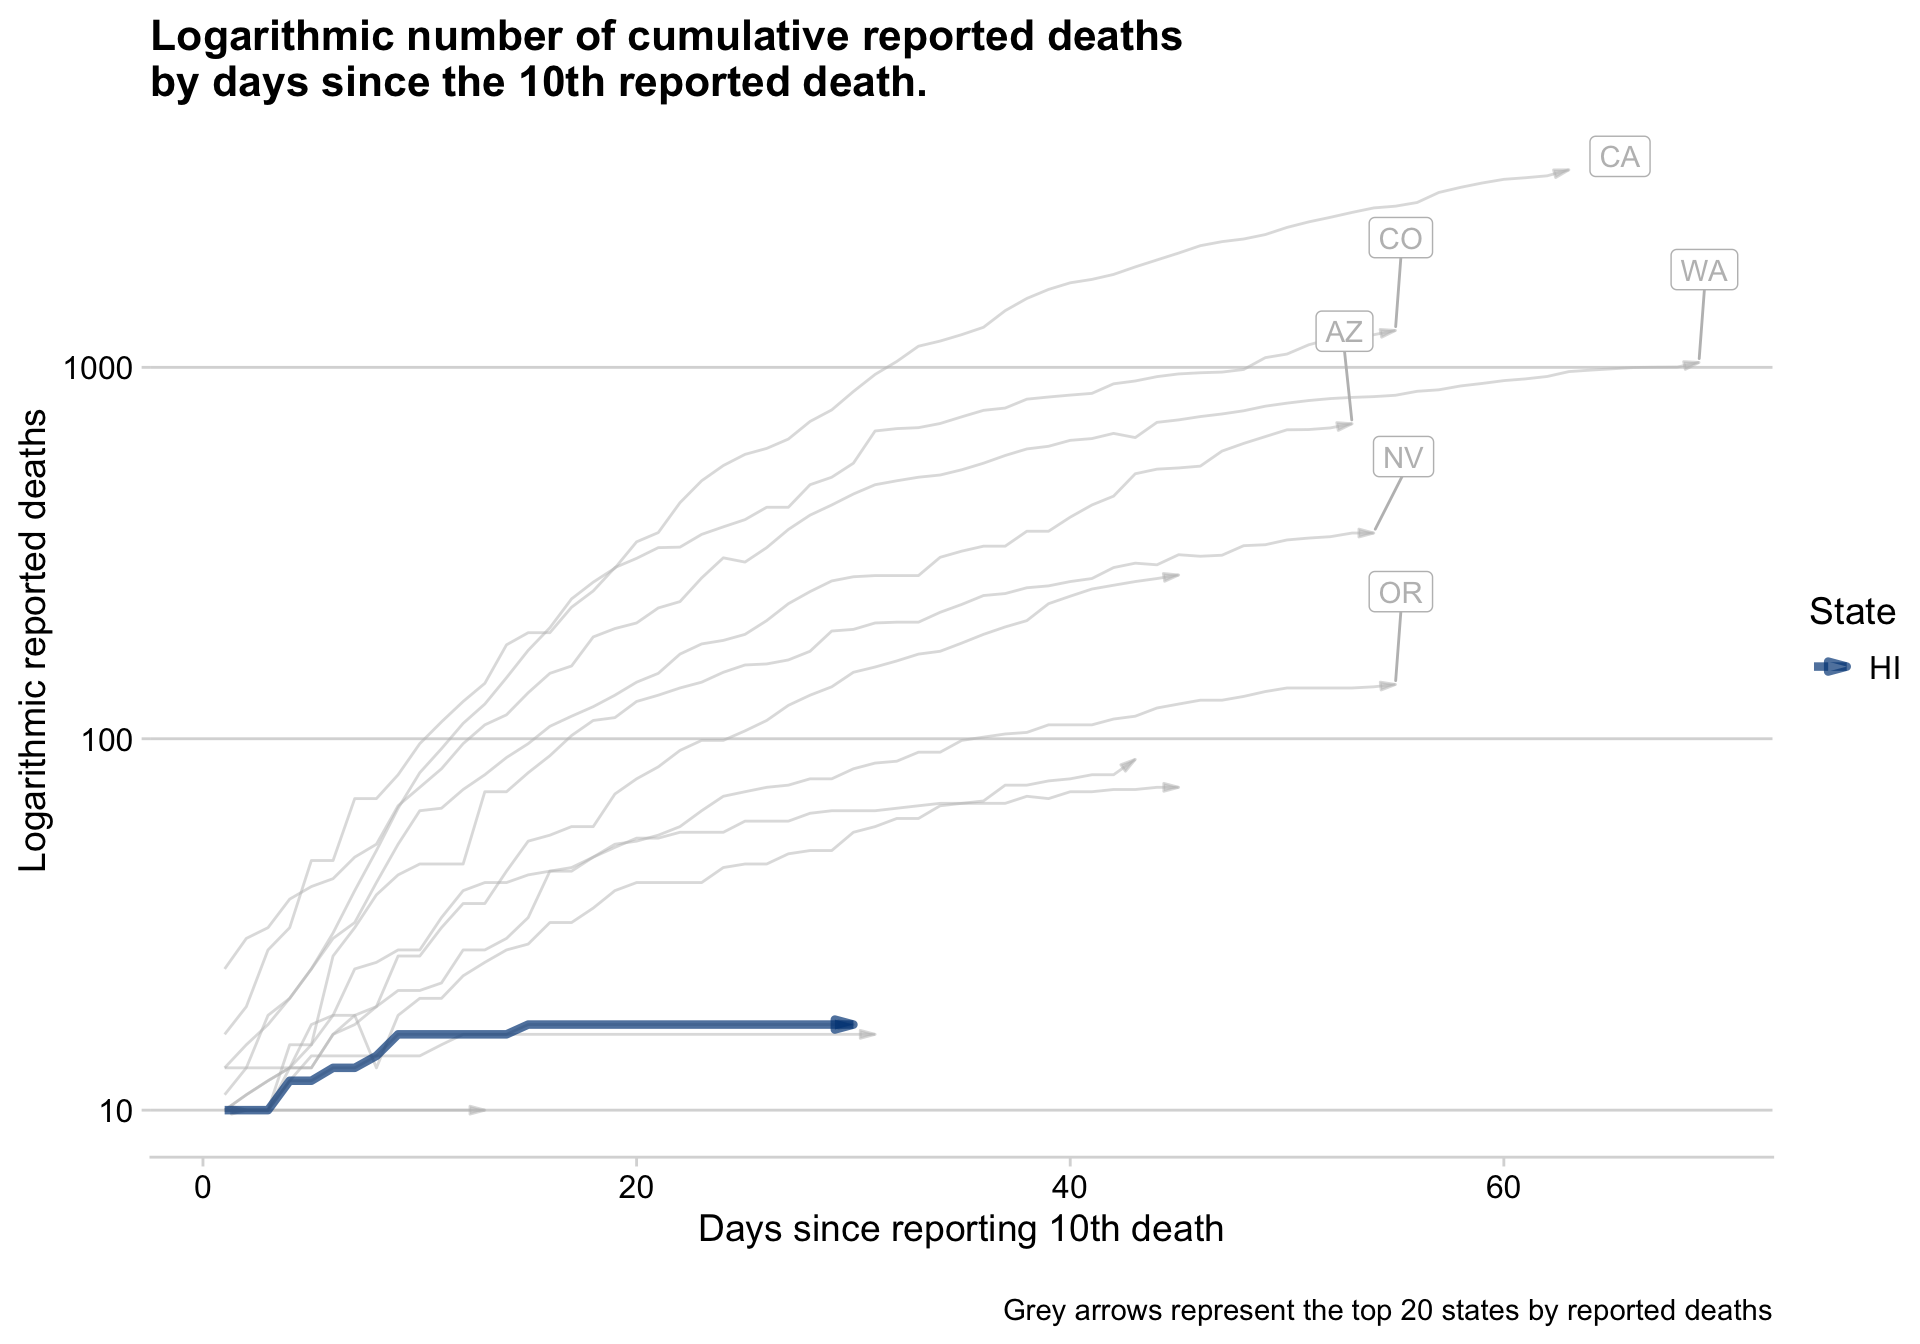 Logarithmic number of cumulative reported deaths
by days since the 10th reported death.
CA
CO
WA
AZ
1000
NV
OR
100
10
0 20 40 60
Logarithmic reported deaths
Days since reporting 10th death
State
HI
Grey arrows represent the top 20 states by reported deaths